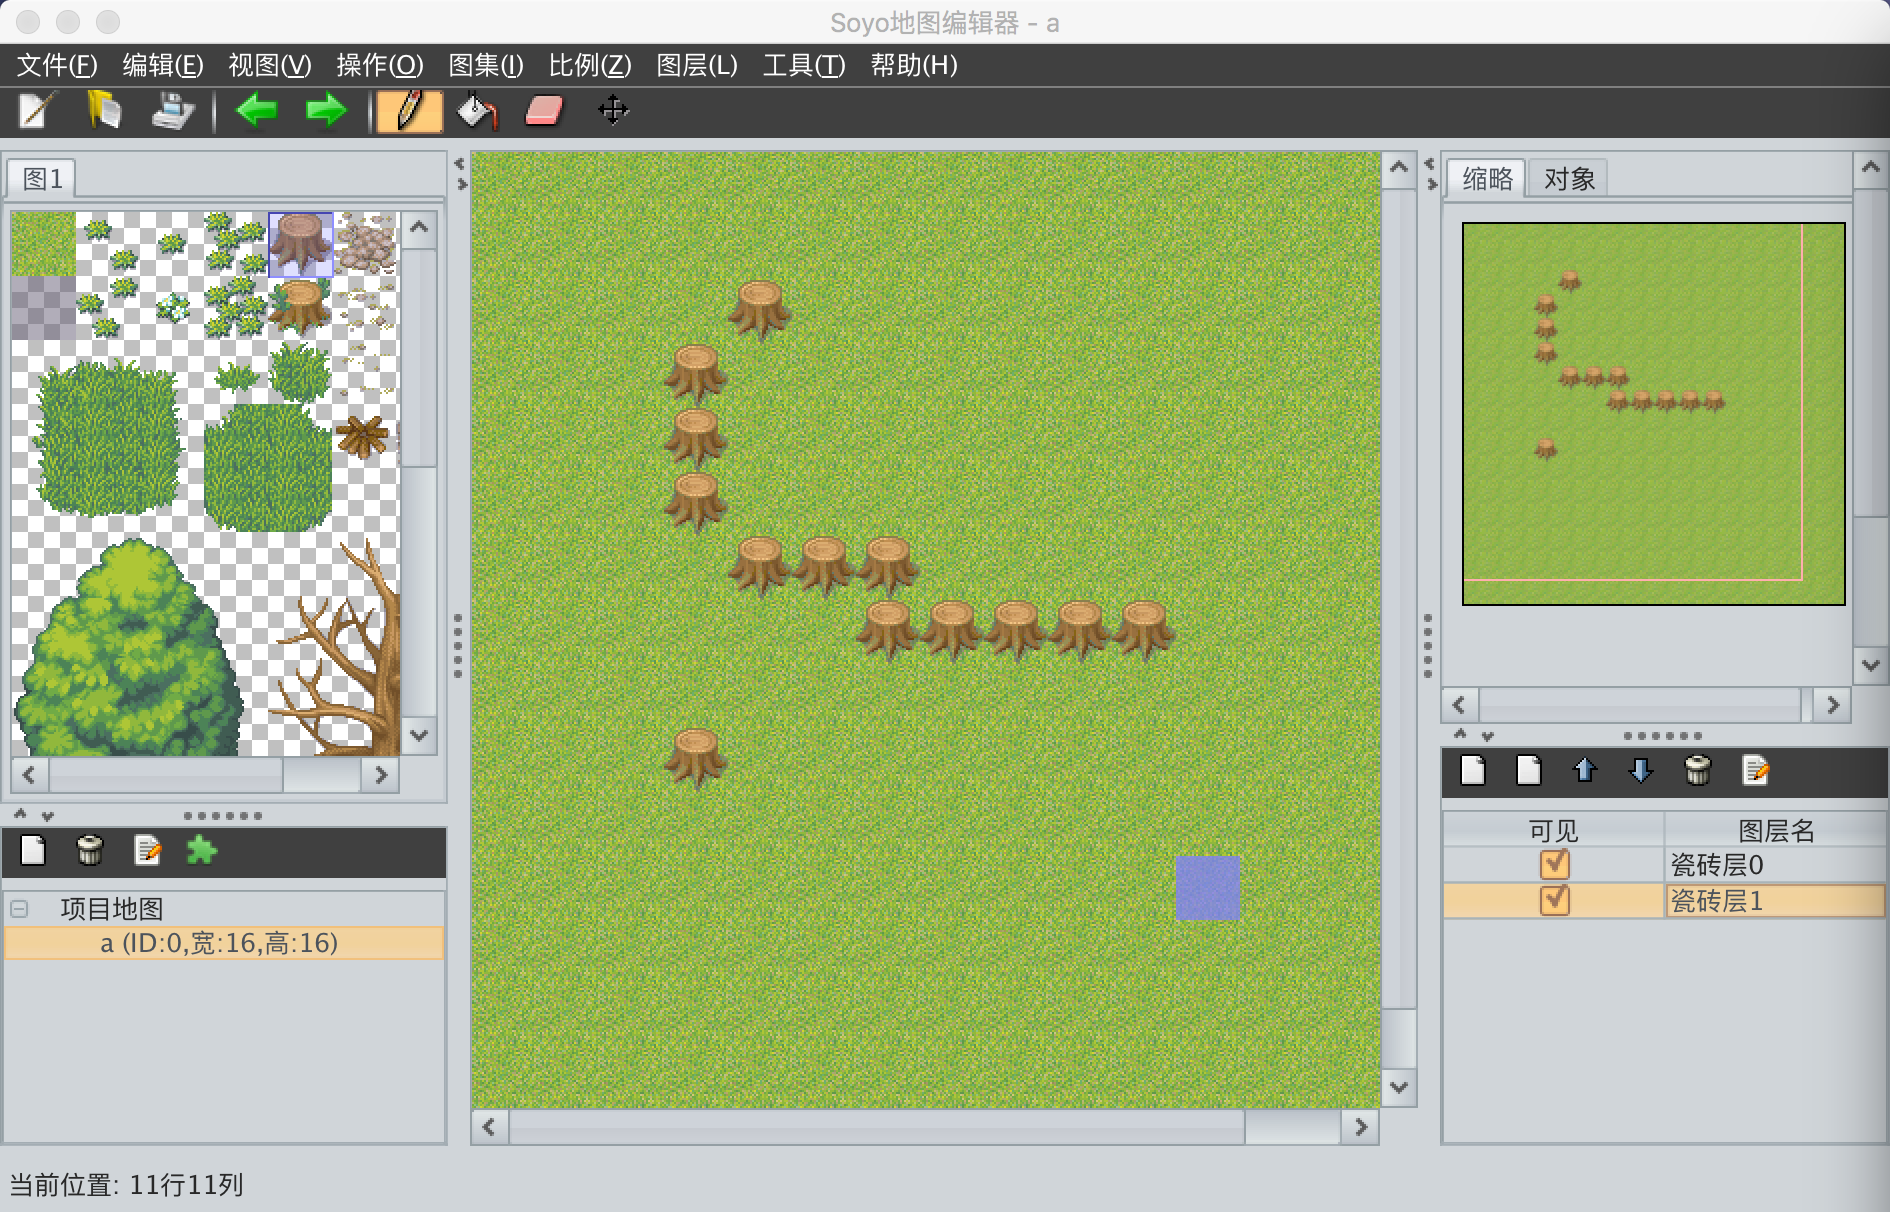 Soyo地图编辑器 - a
文件(F) 编辑(E) 视图(V) 操作(O) 图集(I) 比例(Z) 图层(L) 工具(T) 帮助(H)
图1
缩略 对象
可见 图层名
瓷砖层0
瓷砖层1
项目地图
a (ID:0,宽:16,高:16)
当前位置: 11行11列